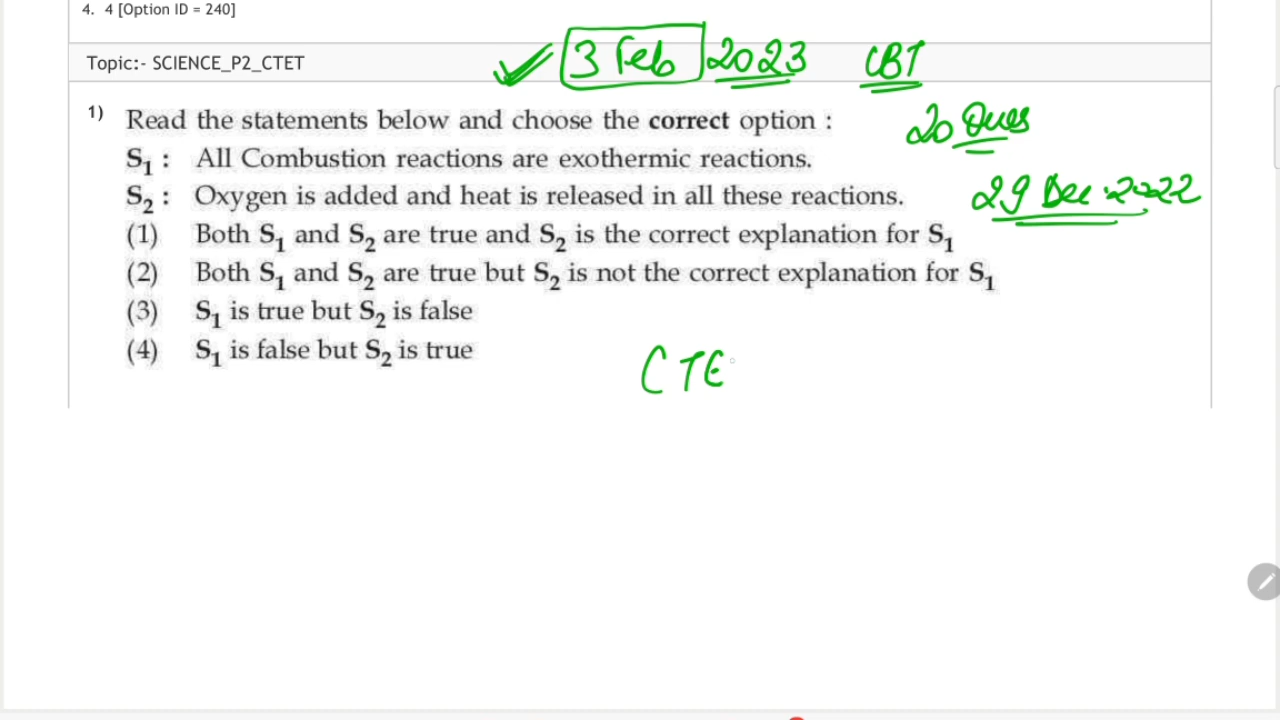 4. 4 [Option ID = 240]
Topic:- SCIENCE_P2_CTET
3 Feb 2023 CBT
1) Read the statements below and choose the correct option :
20 Ques
S1 : All Combustion reactions are exothermic reactions.
S2 : Oxygen is added and heat is released in all these reactions.
29 Dec 2022
(1) Both S1 and S2 are true and S2 is the correct explanation for S1
(2) Both S1 and S2 are true but S2 is not the correct explanation for S1
(3) S1 is true but S2 is false
(4) S1 is false but S2 is true
CTE